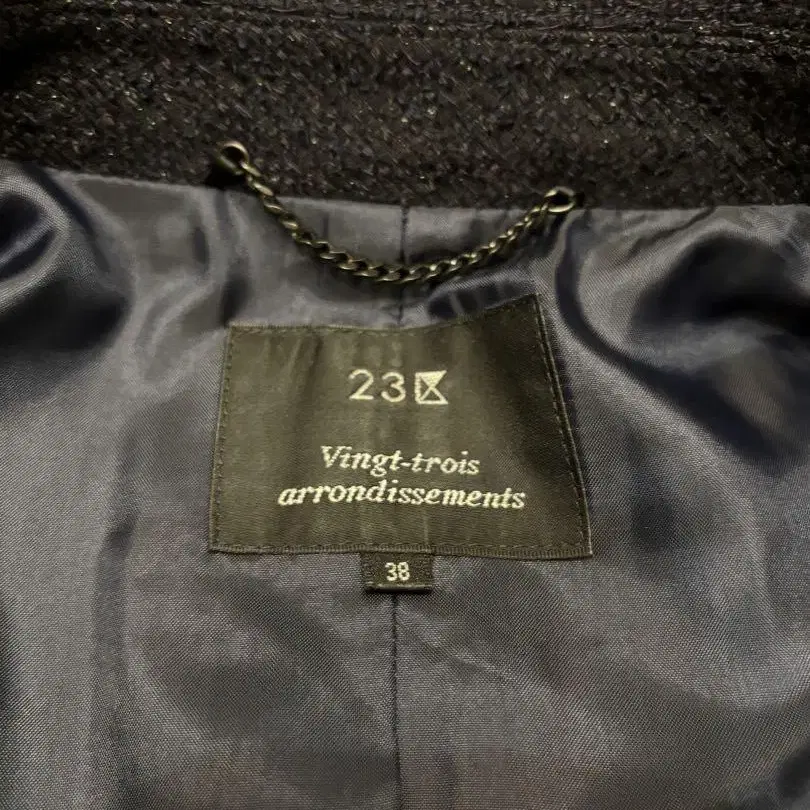 23区
Vingt-trois
arrondissements
38